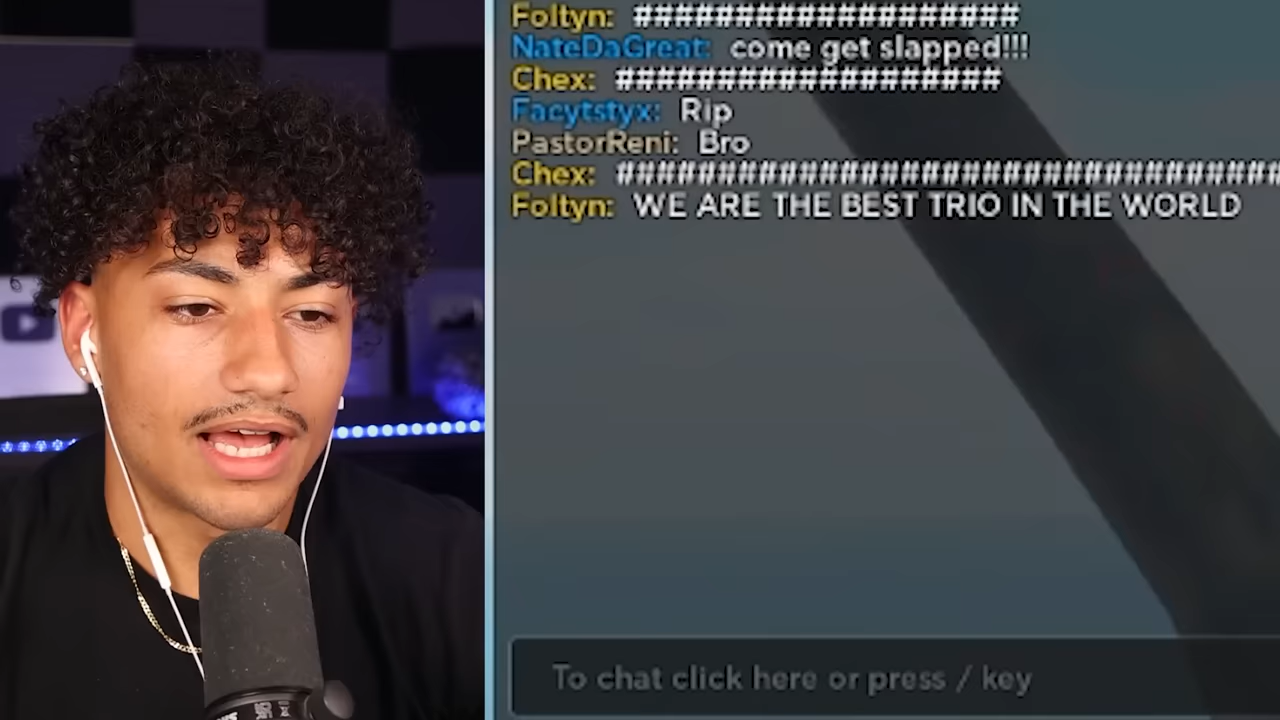 Foltyn: ###################
NateDaGreat: come get slapped!!!
Chex: ###################
Facytstyx: Rip
PastorReni: Bro
Chex: #################################
Foltyn: WE ARE THE BEST TRIO IN THE WORLD
To chat click here or press / key